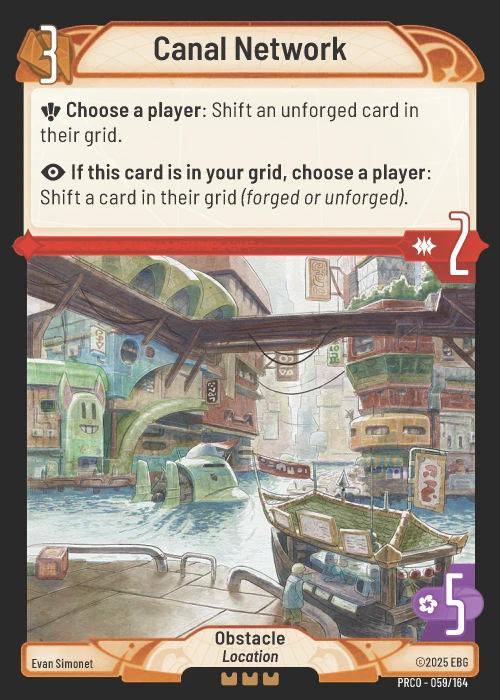 3
Canal Network
Choose a player: Shift an unforged card in
their grid.
If this card is in your grid, choose a player:
Shift a card in their grid (forged or unforged).
2
5
Obstacle
Location
Evan Simonet
©2025 EBG
PRCO - 059/164